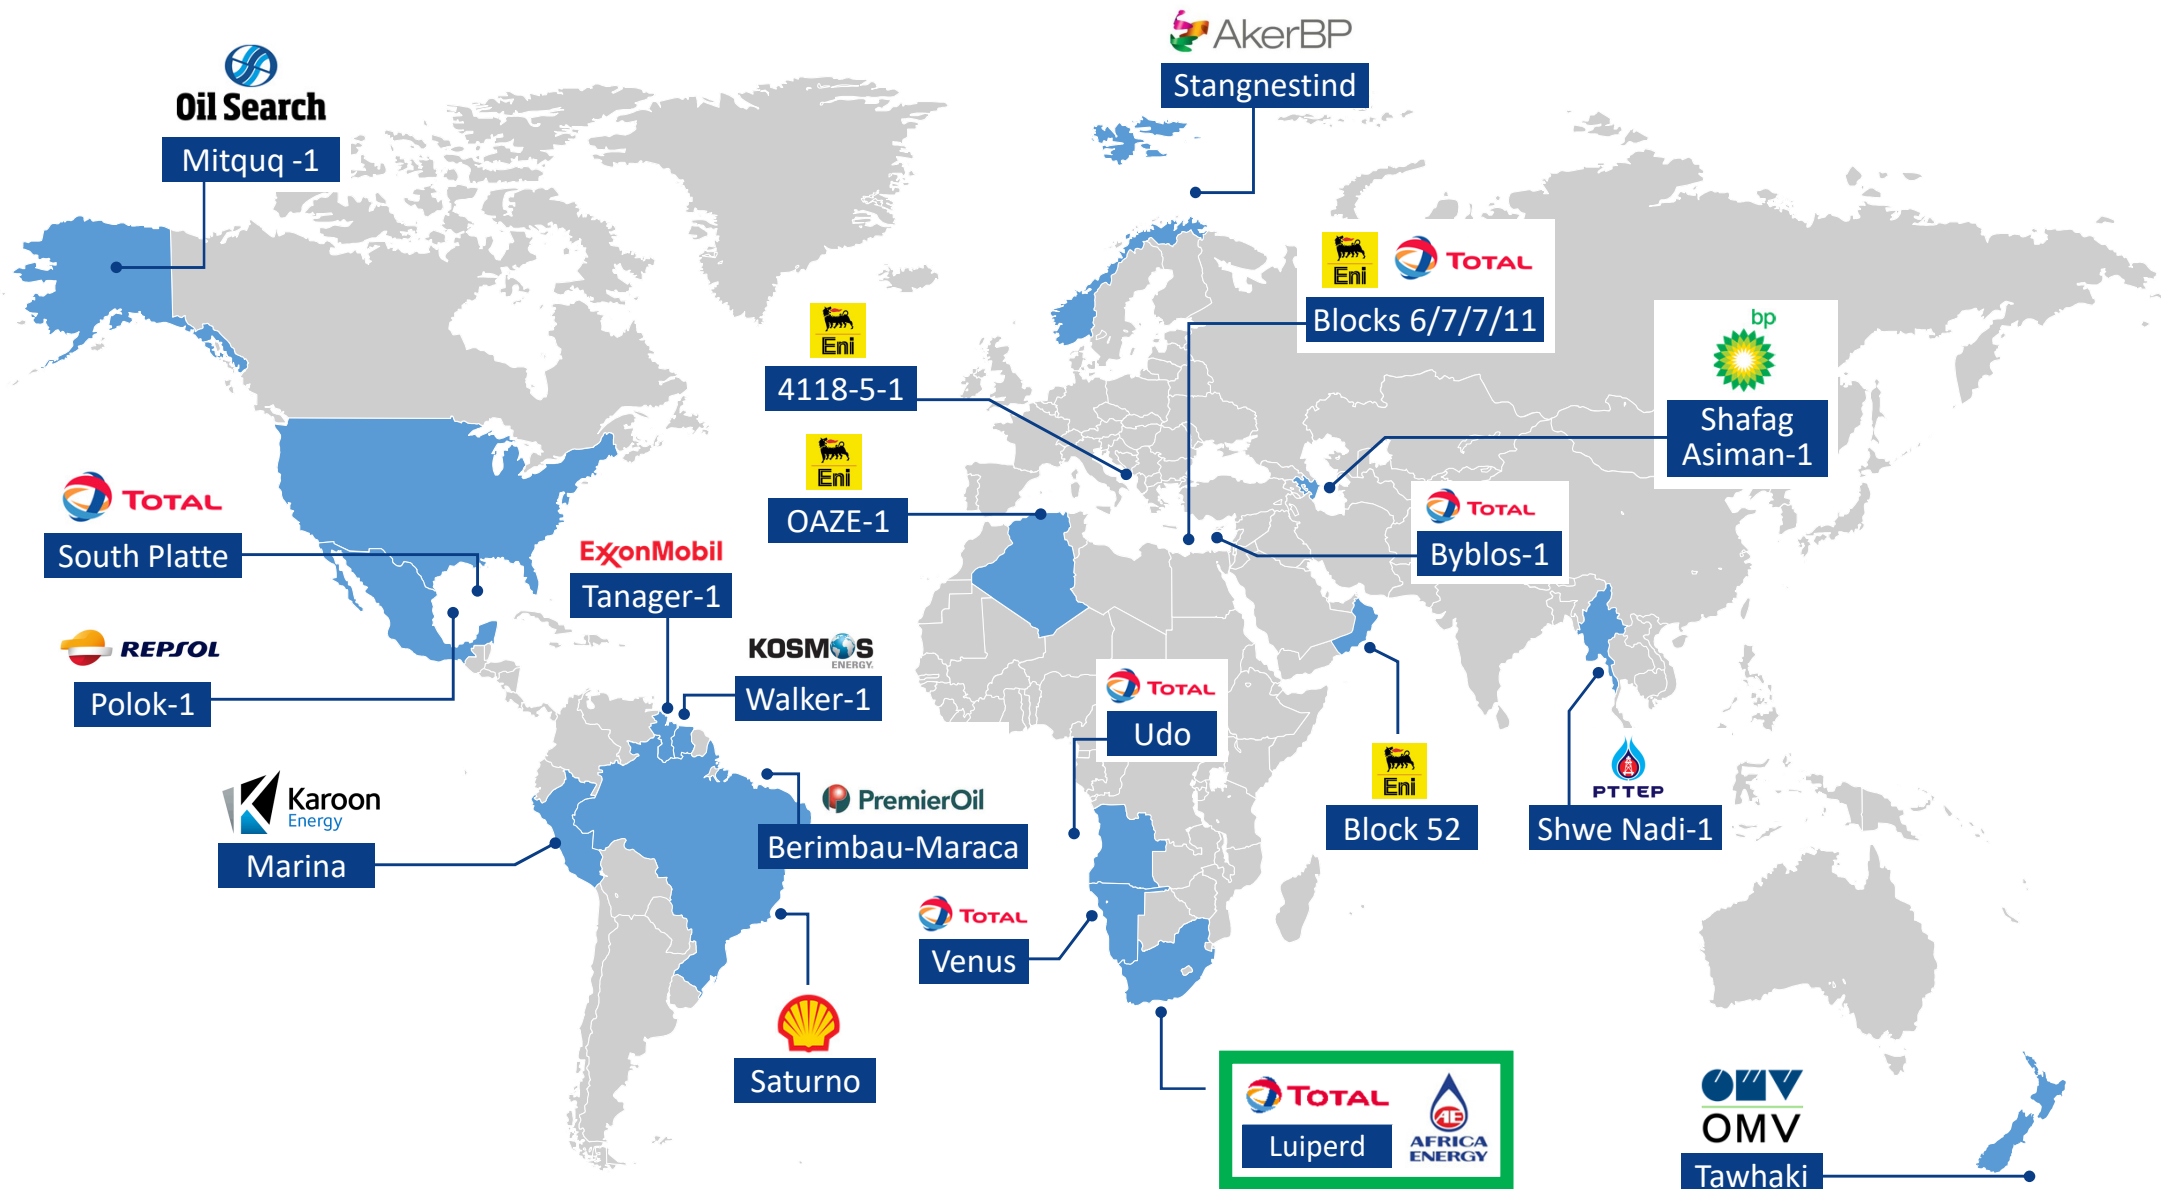 AkerBP
Stangnestind
Oil Search
Mitquq -1
Eni
TOTAL
Blocks 6/7/7/11
Eni
4118-5-1
bp
Shafag
Asiman-1
Eni
OAZE-1
TOTAL
South Platte
TOTAL
Byblos-1
ExxonMobil
Tanager-1
REPSOL
Polok-1
KOSMOS
ENERGY.
Walker-1
TOTAL
Udo
Eni
Block 52
PTTEP
Shwe Nadi-1
Karoon
Energy
Marina
PremierOil
Berimbau-Maraca
TOTAL
Venus
Saturno
TOTAL
Luiperd
AE
AFRICA
ENERGY
OMV
OMV
Tawhaki